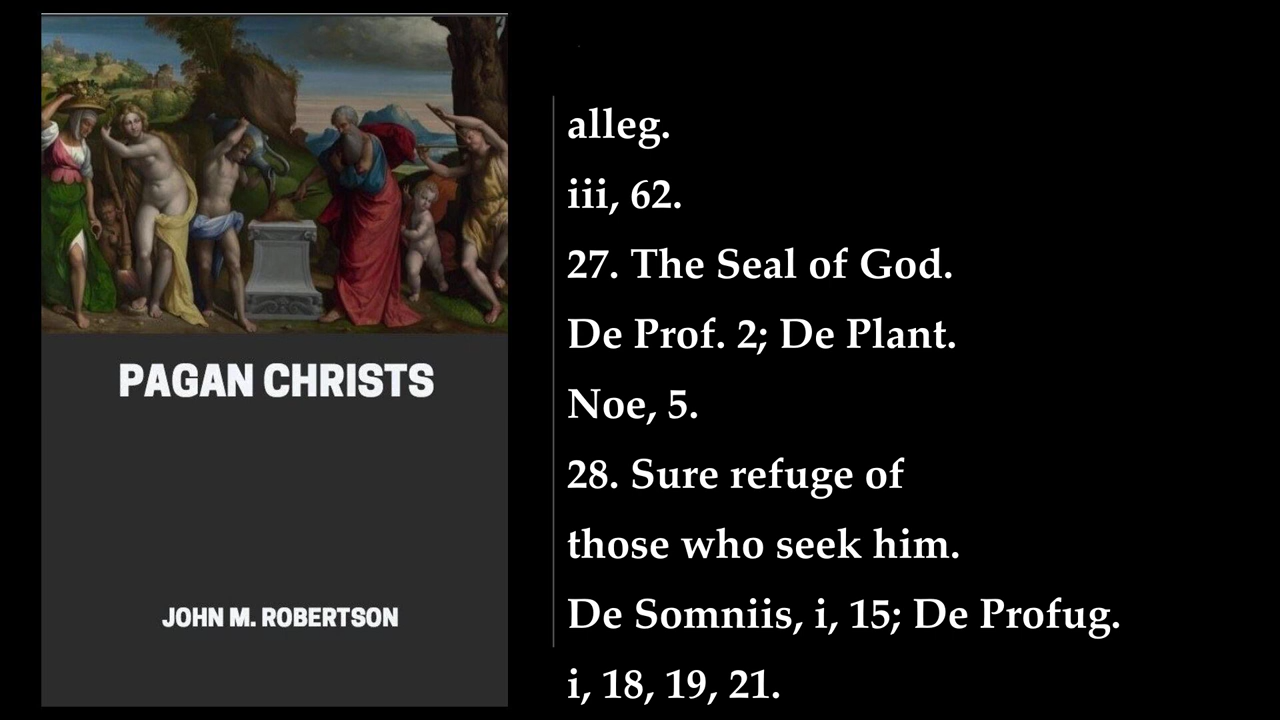 PAGAN CHRISTS
JOHN M. ROBERTSON
alleg.
iii, 62.
27. The Seal of God.
De Prof. 2; De Plant.
Noe, 5.
28. Sure refuge of
those who seek him.
De Somniis, i, 15; De Profug.
i, 18, 19, 21.